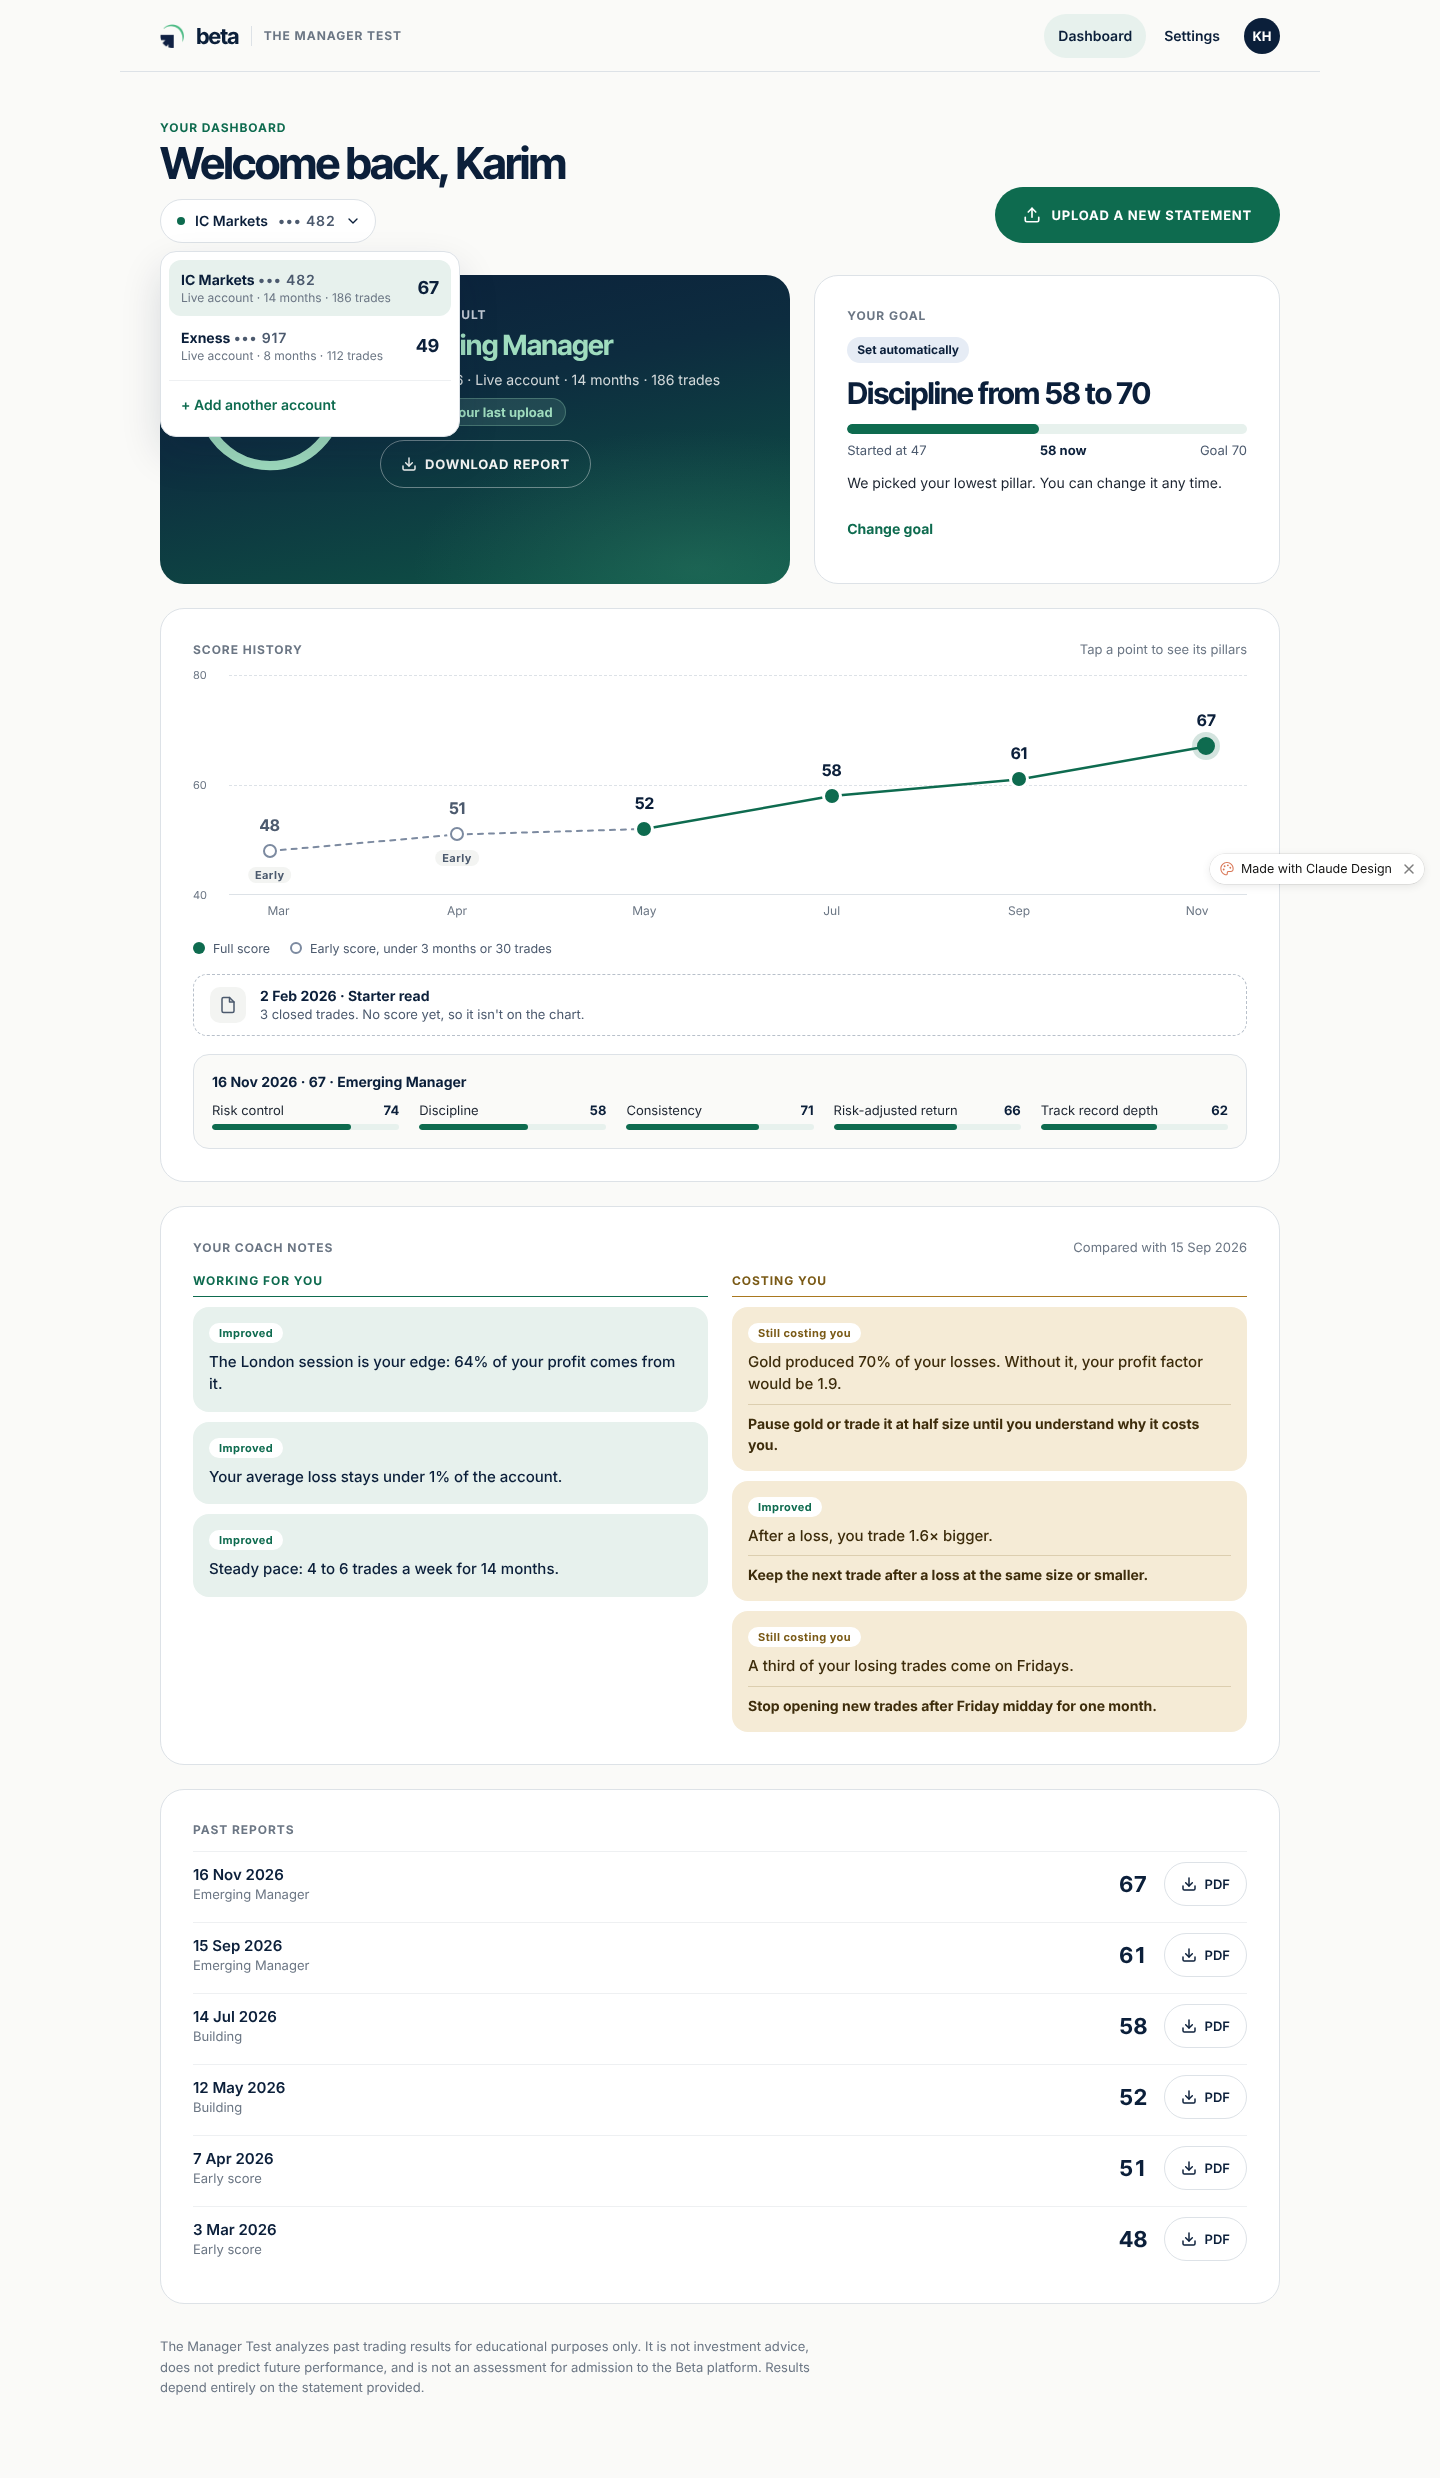 beta
THE MANAGER TEST
Dashboard
Settings
KH
YOUR DASHBOARD
Welcome back, Karim
IC Markets ••• 482
UPLOAD A NEW STATEMENT
IC Markets ••• 482
Live account · 14 months · 186 trades
67
Exness ••• 917
Live account · 8 months · 112 trades
49
+ Add another account
ing Manager
· Live account · 14 months · 186 trades
our last upload
DOWNLOAD REPORT
YOUR GOAL
Set automatically
Discipline from 58 to 70
Started at 47
58 now
Goal 70
We picked your lowest pillar. You can change it any time.
Change goal
SCORE HISTORY
Tap a point to see its pillars
80
60
40
48
51
52
58
61
67
Early
Early
Mar
Apr
May
Jul
Sep
Nov
Made with Claude Design
Full score
Early score, under 3 months or 30 trades
2 Feb 2026 · Starter read
3 closed trades. No score yet, so it isn't on the chart.
16 Nov 2026 · 67 · Emerging Manager
Risk control 74
Discipline 58
Consistency 71
Risk-adjusted return 66
Track record depth 62
YOUR COACH NOTES
Compared with 15 Sep 2026
WORKING FOR YOU
Improved
The London session is your edge: 64% of your profit comes from
it.
Improved
Your average loss stays under 1% of the account.
Improved
Steady pace: 4 to 6 trades a week for 14 months.
COSTING YOU
Still costing you
Gold produced 70% of your losses. Without it, your profit factor
would be 1.9.
Pause gold or trade it at half size until you understand why it costs
you.
Improved
After a loss, you trade 1.6× bigger.
Keep the next trade after a loss at the same size or smaller.
Still costing you
A third of your losing trades come on Fridays.
Stop opening new trades after Friday midday for one month.
PAST REPORTS
16 Nov 2026
Emerging Manager
67
PDF
15 Sep 2026
Emerging Manager
61
PDF
14 Jul 2026
Building
58
PDF
12 May 2026
Building
52
PDF
7 Apr 2026
Early score
51
PDF
3 Mar 2026
Early score
48
PDF
The Manager Test analyzes past trading results for educational purposes only. It is not investment advice,
does not predict future performance, and is not an assessment for admission to the Beta platform. Results
depend entirely on the statement provided.